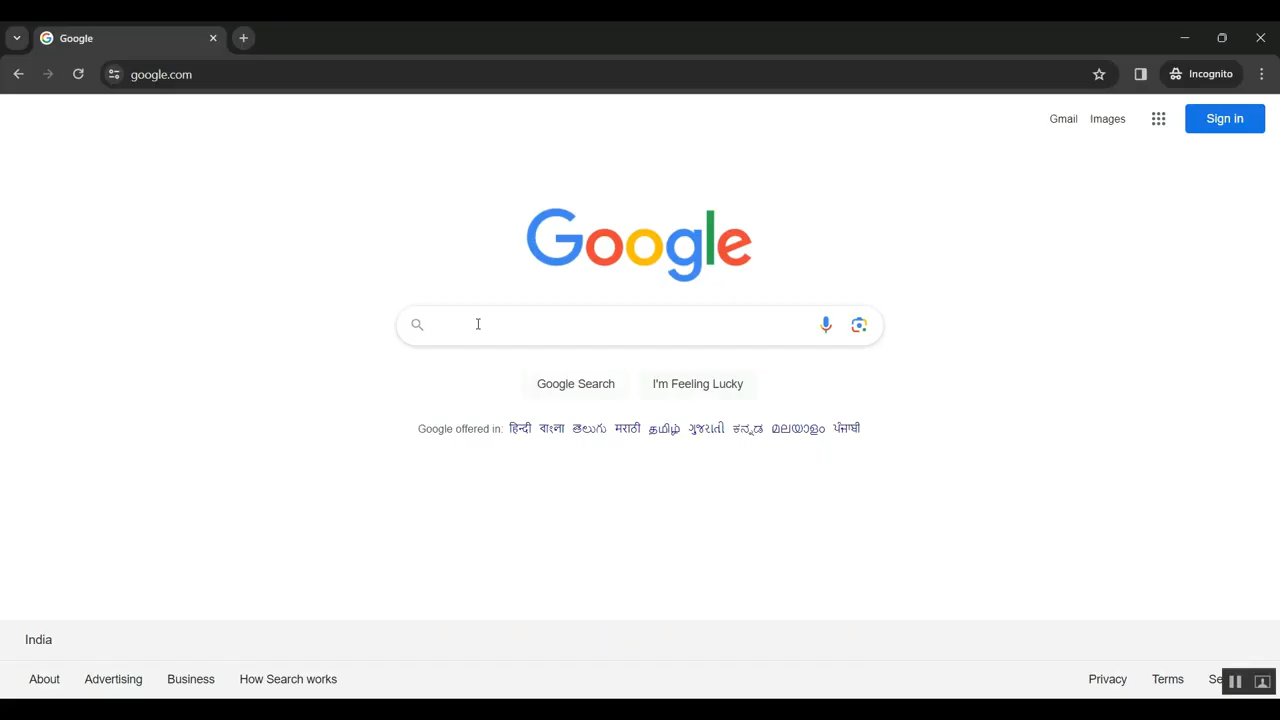 Google
google.com
Incognito
Gmail Images Sign in
Google
Google Search I'm Feeling Lucky
Google offered in: हिन्दी বাংলা తెలుగు मराठी தமிழ் ગુજરાતી ಕನ್ನಡ മലയാളം ਪੰਜਾਬੀ
India
About Advertising Business How Search works Privacy Terms Se